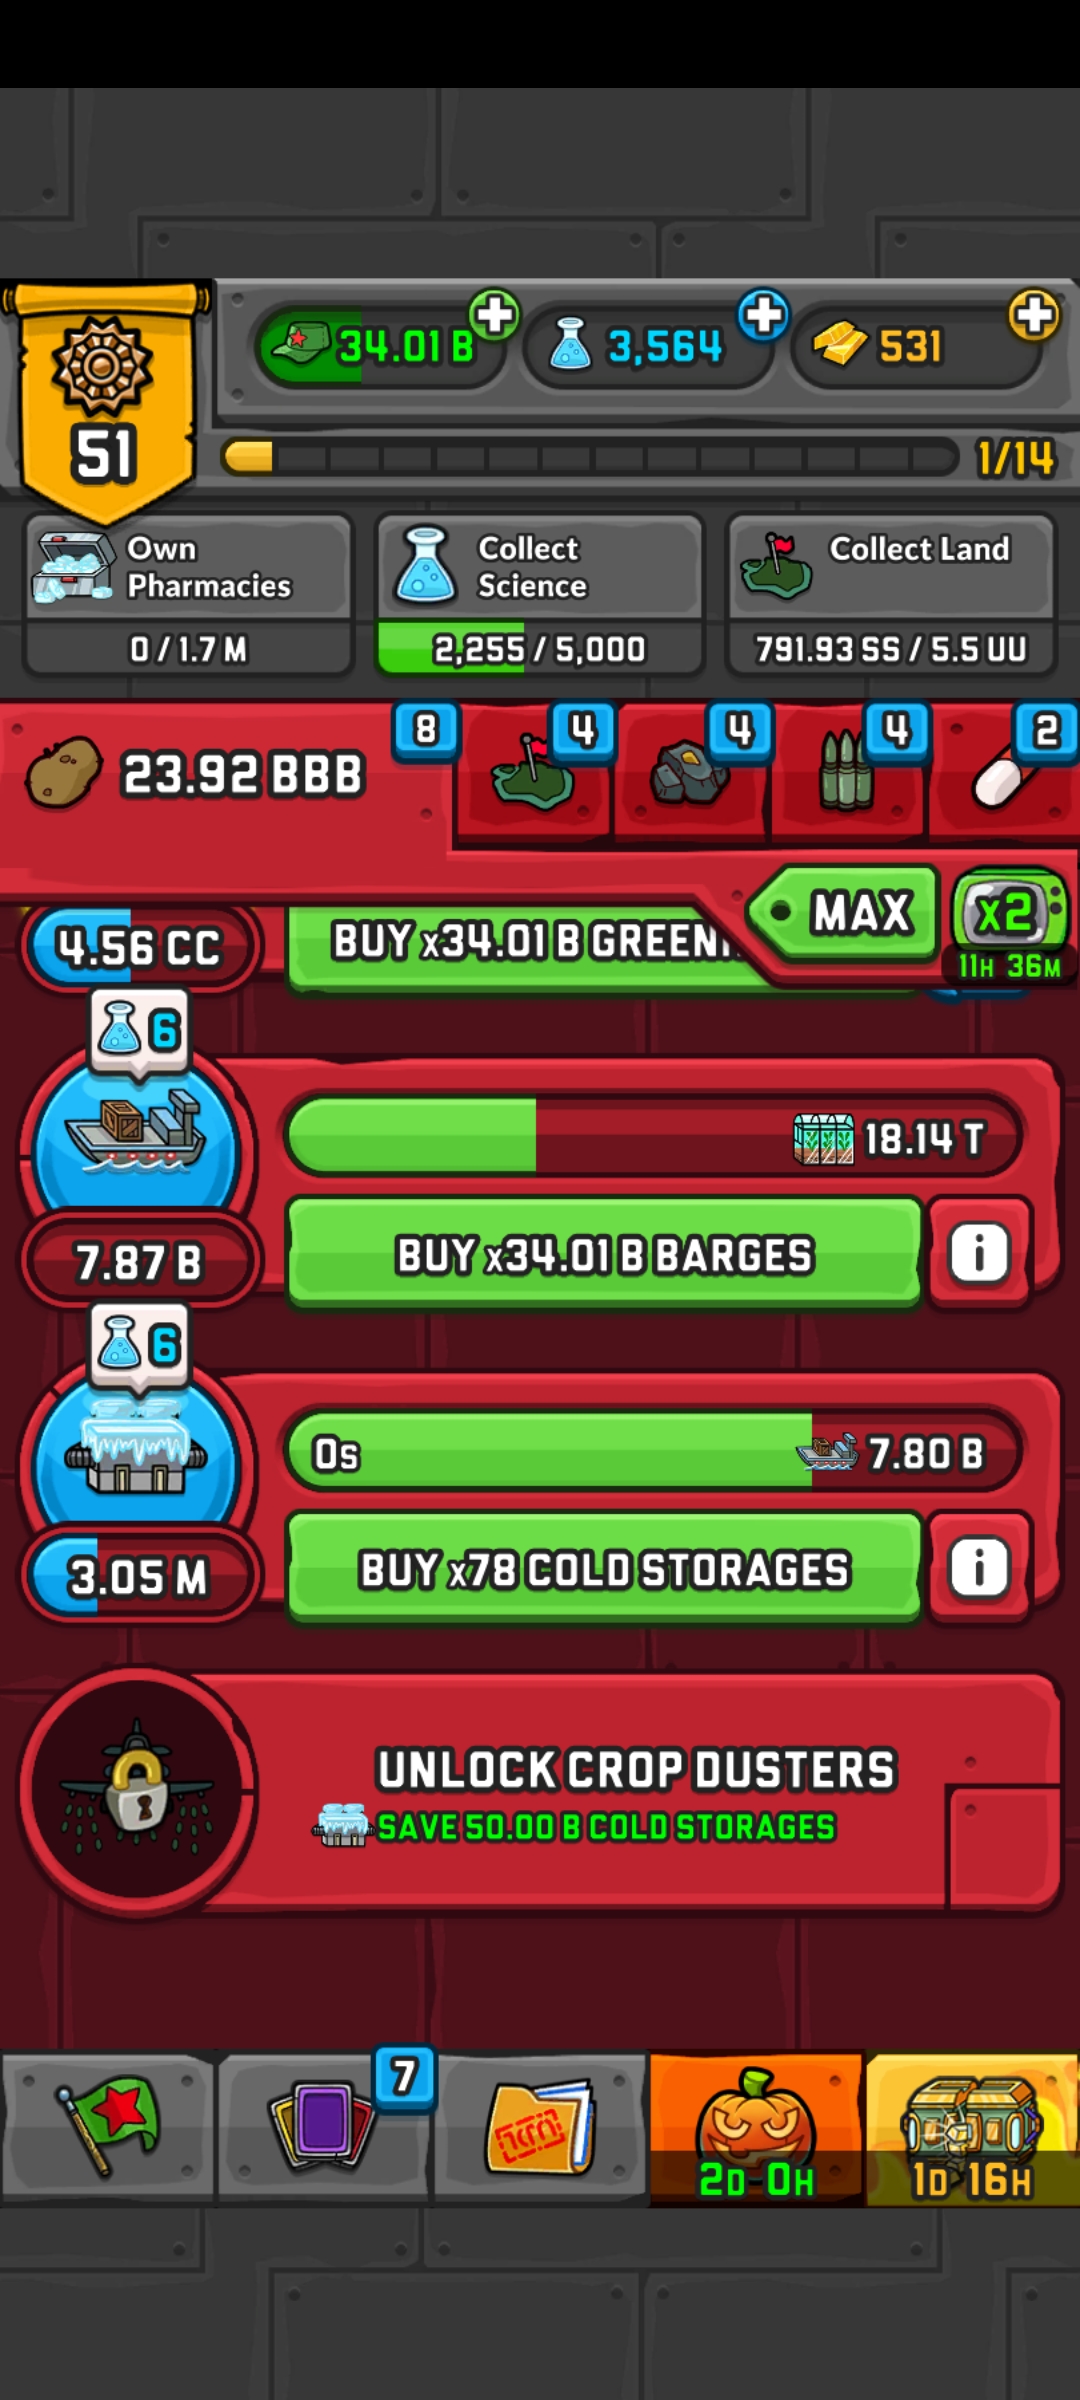 34.01 B
3,564
531
51
1/14
Own
Pharmacies
0 / 1.7 M
Collect
Science
2,255 / 5,000
Collect Land
791.93 SS / 5.5 UU
23.92 BBB
8
4
4
4
2
MAX
x2
11H 36M
4.56 CC
BUY x34.01 B
6
18.14 T
7.87 B
BUY x34.01 B BARGES
i
6
0s
7.80 B
3.05 M
BUY x78 COLD STORAGES
i
UNLOCK CROP DUSTERS
SAVE 50.00 B COLD STORAGES
7
2D 0H
1D 16H